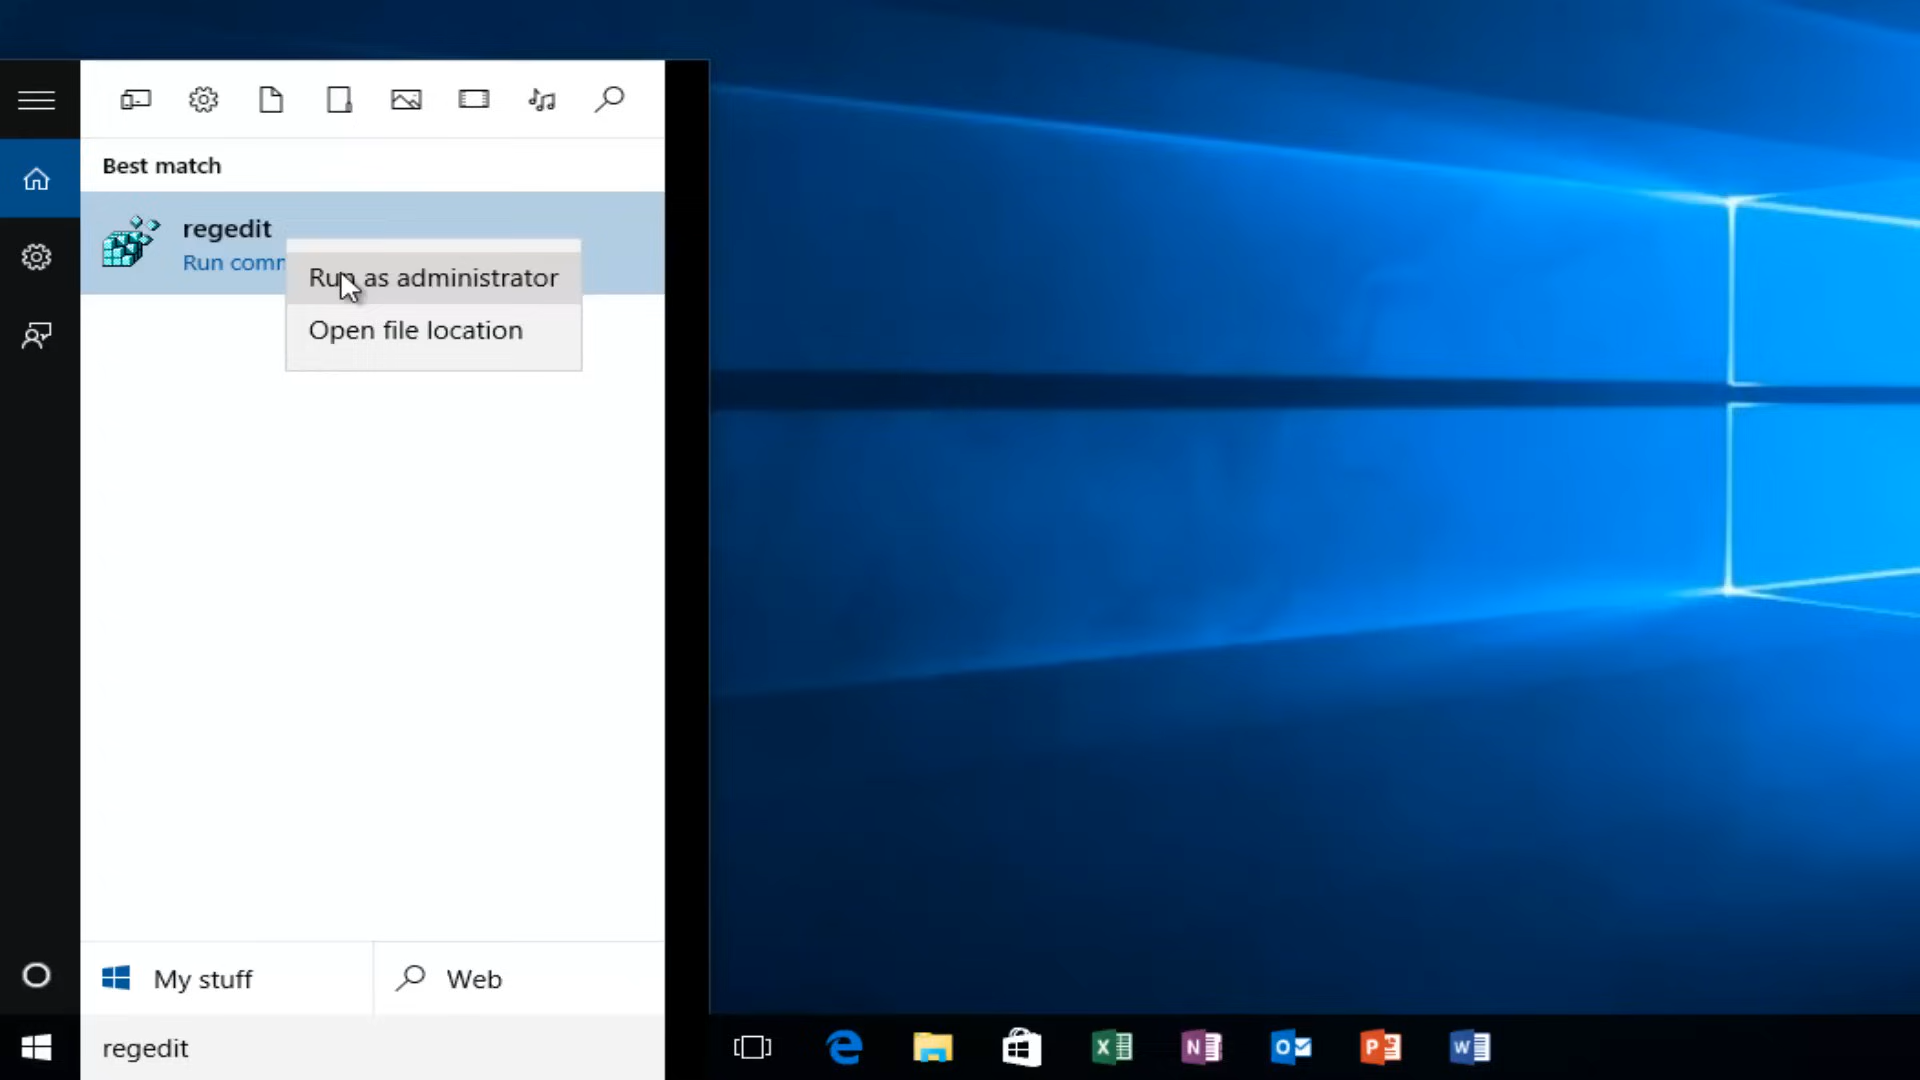 Best match
regedit
Run comm
Run as administrator
Open file location
My stuff
Web
regedit